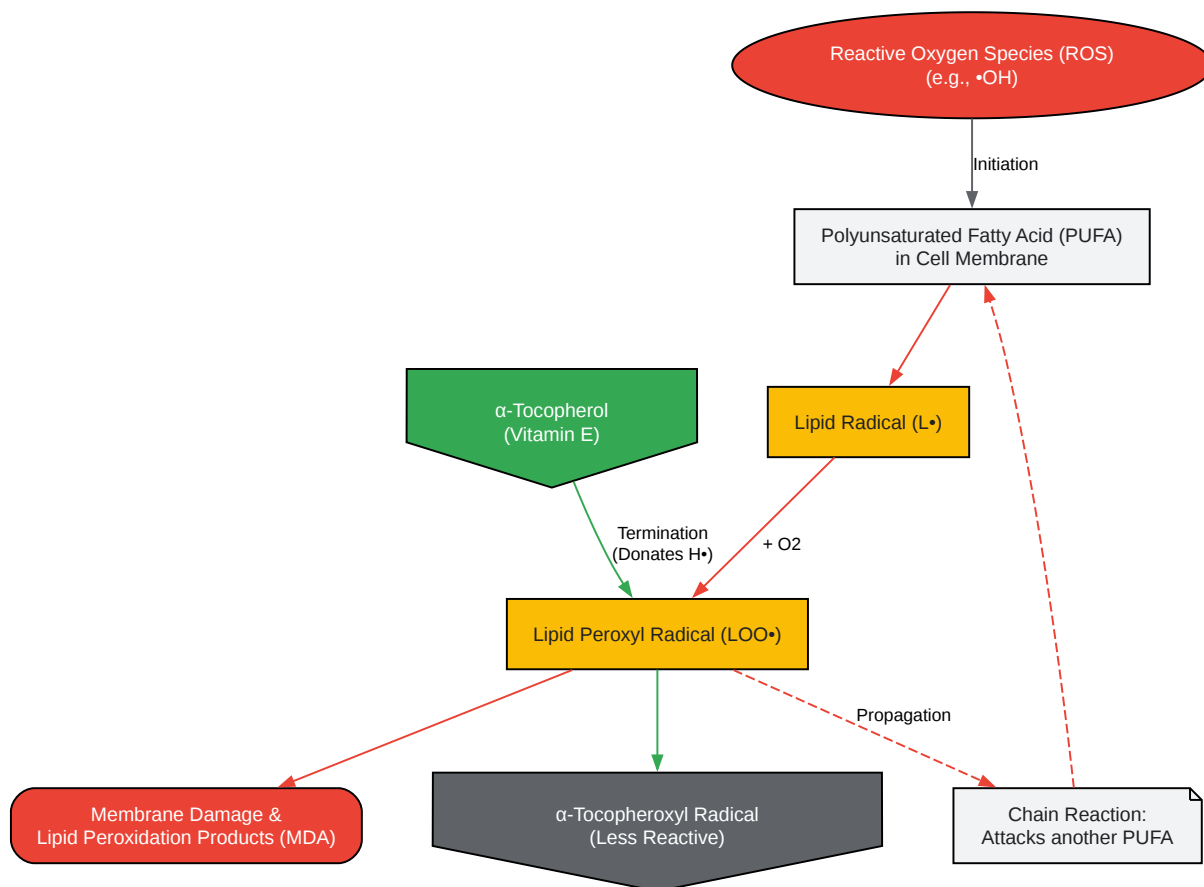 Reactive Oxygen Species (ROS)
(e.g., •OH)
Initiation
Polyunsaturated Fatty Acid (PUFA)
in Cell Membrane
α-Tocopherol
(Vitamin E)
Lipid Radical (L•)
Termination
(Donates H•)
+ O2
Lipid Peroxyl Radical (LOO•)
Propagation
Membrane Damage &
Lipid Peroxidation Products (MDA)
α-Tocopheroxyl Radical
(Less Reactive)
Chain Reaction:
Attacks another PUFA